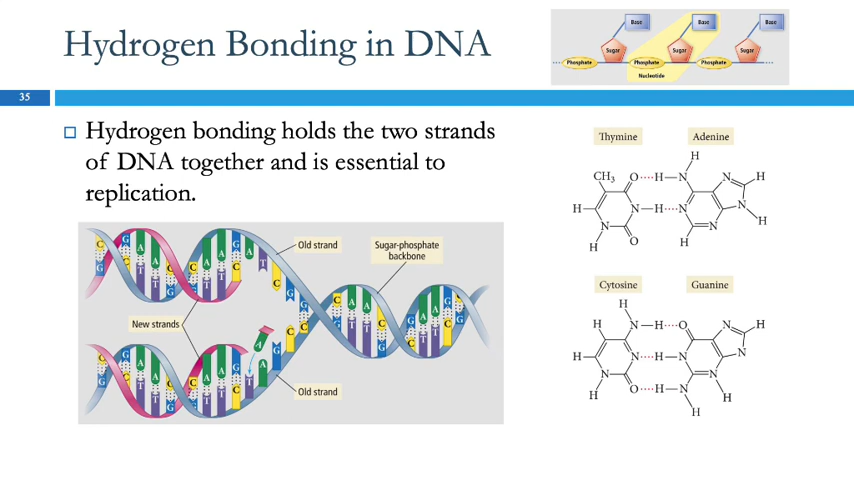 Hydrogen Bonding in DNA
Base Base Base
Sugar Sugar Sugar
Phosphate Phosphate Phosphate
Nucleotide
35
Hydrogen bonding holds the two strands
of DNA together and is essential to
replication.
Old strand
Sugar-phosphate
backbone
New strands
Old strand
Thymine Adenine
H
CH3 O H N N H
H N H N N
N N H
H O H
Cytosine Guanine
H
H N H O N H
H N H N N
N N
H O H N H
H